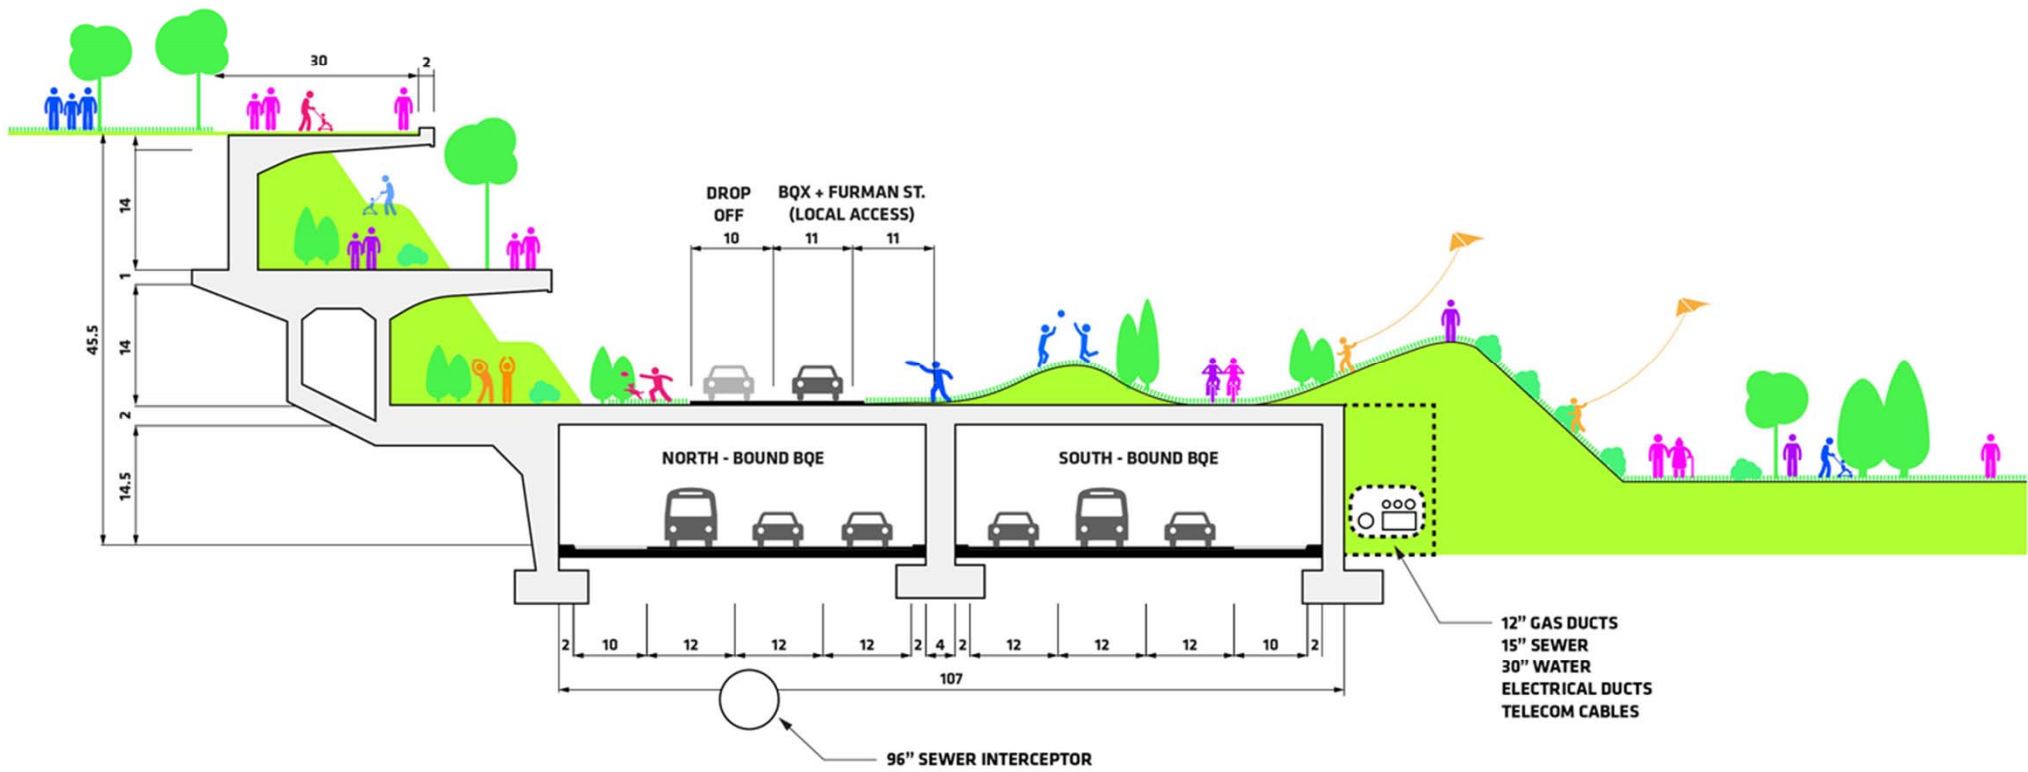 30
2
14
1
14
2
14.5
45.5
DROP
OFF
10
BQX + FURMAN ST.
(LOCAL ACCESS)
11
11
NORTH - BOUND BQE
SOUTH - BOUND BQE
2
10
12
12
12
2
4
2
12
12
12
10
2
107
12” GAS DUCTS
15” SEWER
30” WATER
ELECTRICAL DUCTS
TELECOM CABLES
96” SEWER INTERCEPTOR